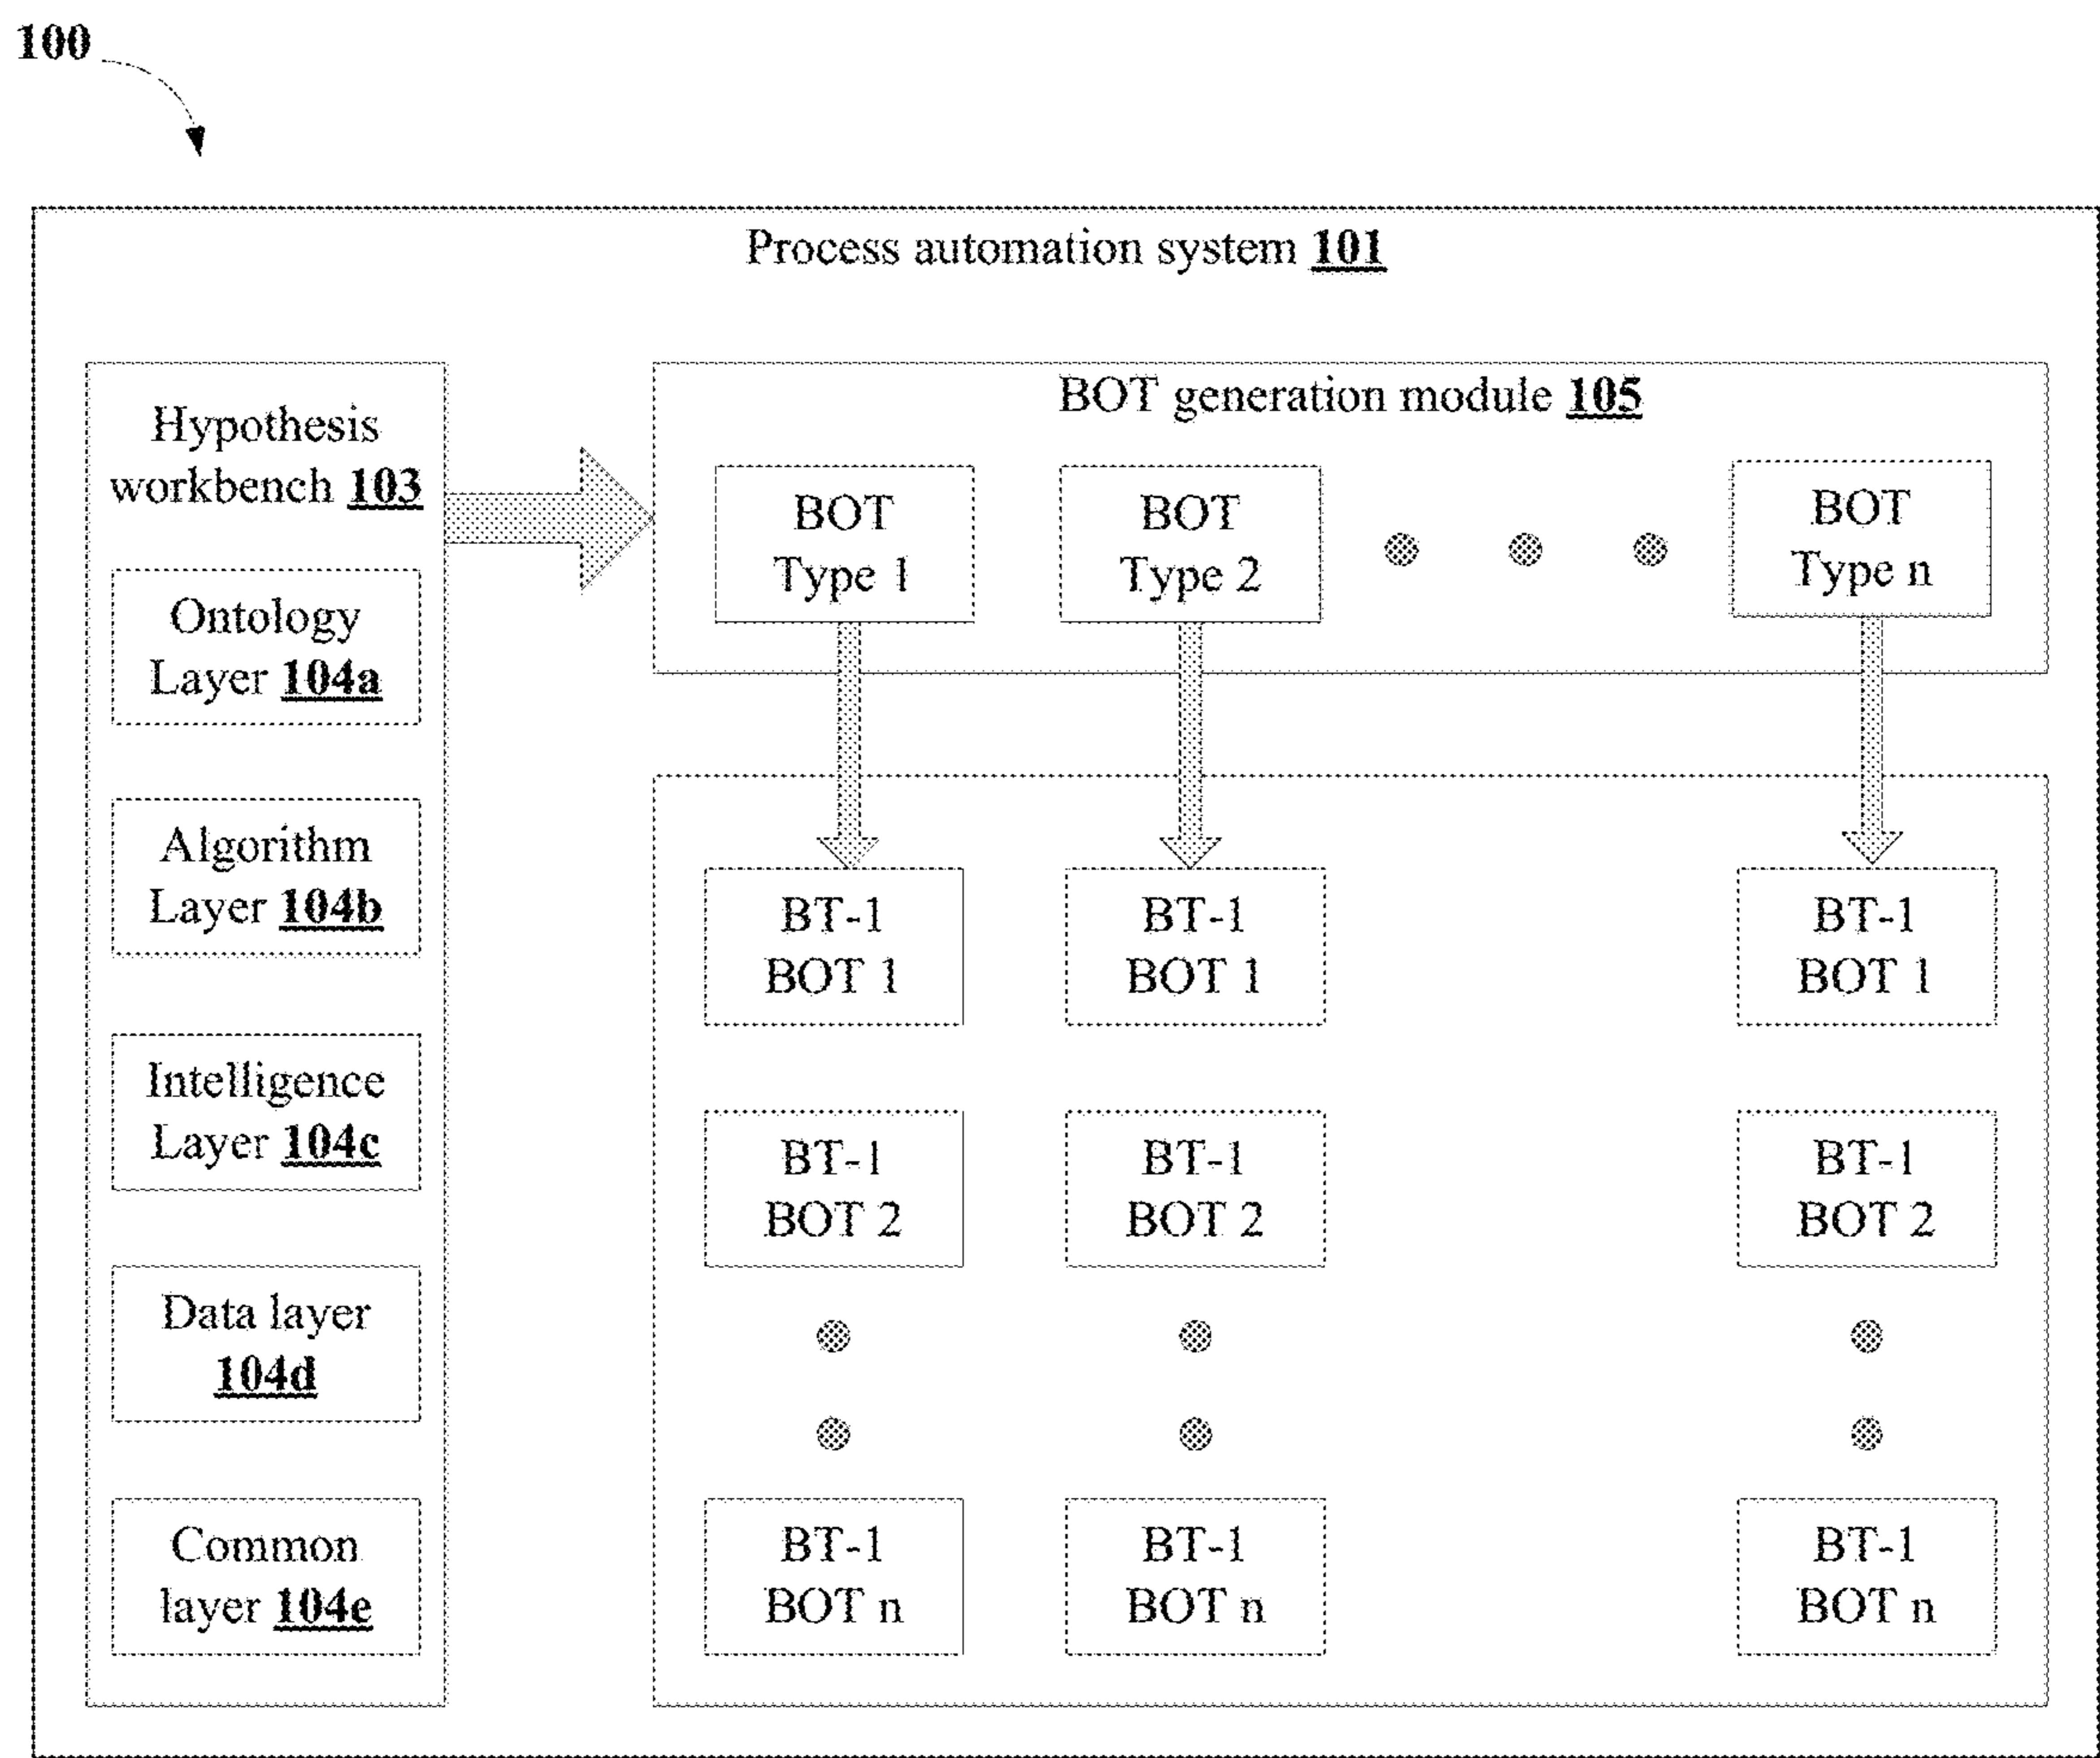 100
Process automation system 101
Hypothesis
workbench 103
Ontology
Layer 104a
Algorithm
Layer 104b
Intelligence
Layer 104c
Data layer
104d
Common
layer 104e
BOT generation module 105
BOT
Type 1
BOT
Type 2
BOT
Type n
BT-1
BOT 1
BT-1
BOT 1
BT-1
BOT 1
BT-1
BOT 2
BT-1
BOT 2
BT-1
BOT 2
BT-1
BOT n
BT-1
BOT n
BT-1
BOT n